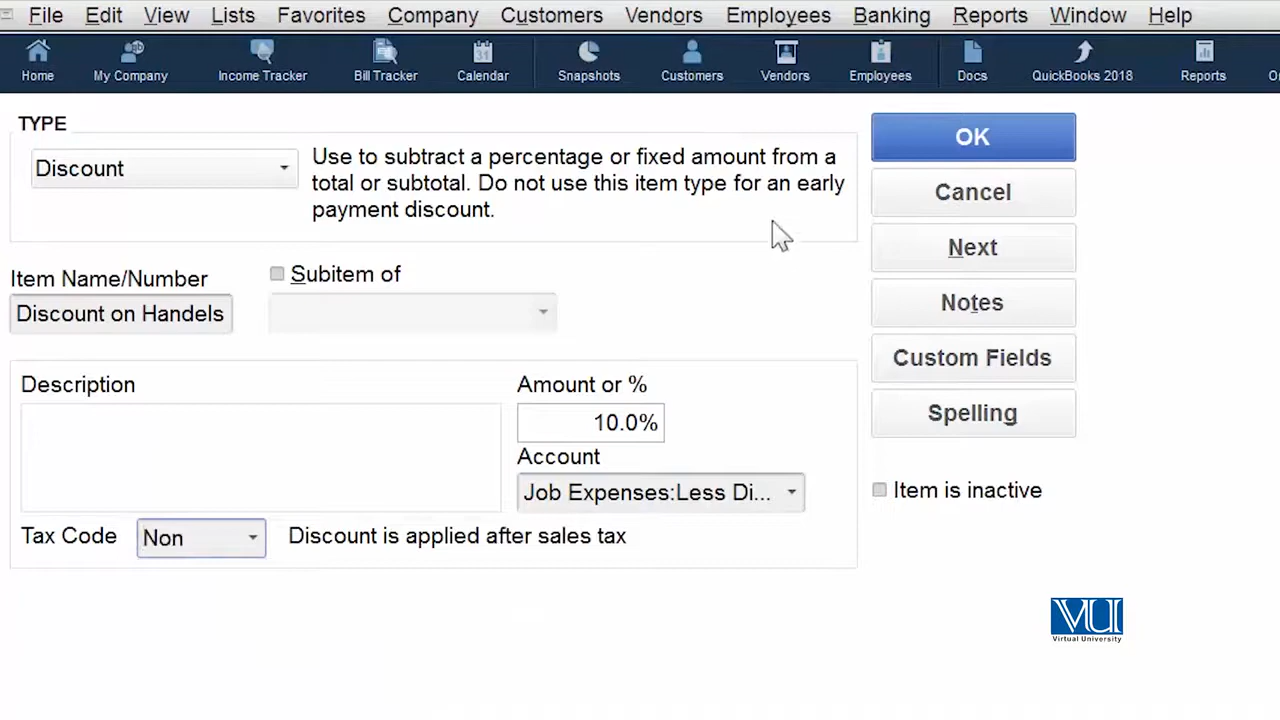 File Edit View Lists Favorites Company Customers Vendors Employees Banking Reports Window Help
Home My Company Income Tracker Bill Tracker Calendar Snapshots Customers Vendors Employees Docs QuickBooks 2018 Reports
31
TYPE
Discount
Use to subtract a percentage or fixed amount from a
total or subtotal. Do not use this item type for an early
payment discount.
OK
Cancel
Next
Notes
Custom Fields
Spelling
Item Name/Number
Subitem of
Discount on Handels
Description
Amount or %
10.0%
Account
Job Expenses:Less Di...
Item is inactive
Tax Code
Non
Discount is applied after sales tax
VU
Virtual University